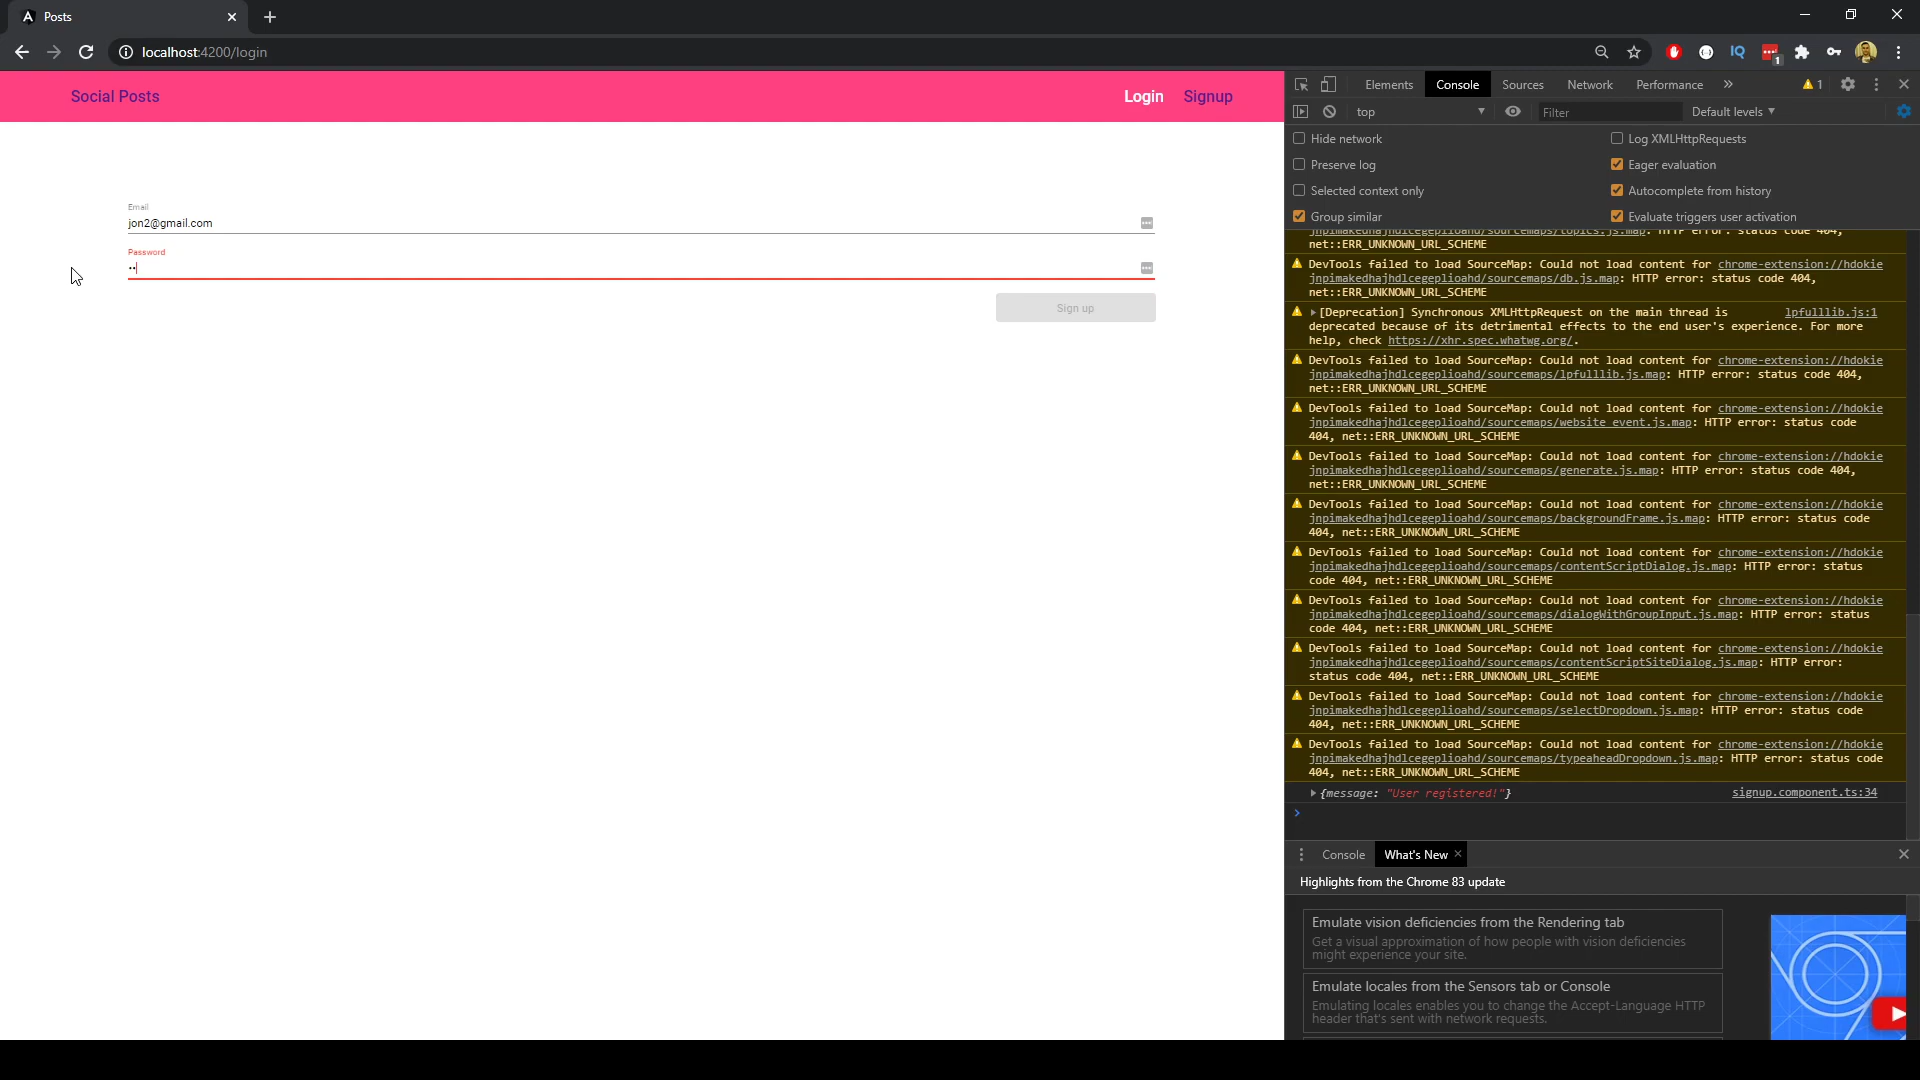 Posts
localhost:4200/login
1
Social Posts
Login Signup
Email
jon2@gmail.com
Password
••
Sign up
Elements Console Sources Network Performance » 1
top Filter Default levels
Hide network Log XMLHttpRequests
Preserve log Eager evaluation
Selected context only Autocomplete from history
Group similar Evaluate triggers user activation
jnpimakedhajhdlcegeplioahd/sourcemaps/topics.js.map: HTTP error: status code 404,
net::ERR_UNKNOWN_URL_SCHEME
DevTools failed to load SourceMap: Could not load content for chrome-extension://hdokie
jnpimakedhajhdlcegeplioahd/sourcemaps/db.js.map: HTTP error: status code 404,
net::ERR_UNKNOWN_URL_SCHEME
[Deprecation] Synchronous XMLHttpRequest on the main thread is lpfulllib.js:1
deprecated because of its detrimental effects to the end user's experience. For more
help, check https://xhr.spec.whatwg.org/.
DevTools failed to load SourceMap: Could not load content for chrome-extension://hdokie
jnpimakedhajhdlcegeplioahd/sourcemaps/lpfulllib.js.map: HTTP error: status code 404,
net::ERR_UNKNOWN_URL_SCHEME
DevTools failed to load SourceMap: Could not load content for chrome-extension://hdokie
jnpimakedhajhdlcegeplioahd/sourcemaps/website_event.js.map: HTTP error: status code
404, net::ERR_UNKNOWN_URL_SCHEME
DevTools failed to load SourceMap: Could not load content for chrome-extension://hdokie
jnpimakedhajhdlcegeplioahd/sourcemaps/generate.js.map: HTTP error: status code 404,
net::ERR_UNKNOWN_URL_SCHEME
DevTools failed to load SourceMap: Could not load content for chrome-extension://hdokie
jnpimakedhajhdlcegeplioahd/sourcemaps/backgroundFrame.js.map: HTTP error: status code
404, net::ERR_UNKNOWN_URL_SCHEME
DevTools failed to load SourceMap: Could not load content for chrome-extension://hdokie
jnpimakedhajhdlcegeplioahd/sourcemaps/contentScriptDialog.js.map: HTTP error: status
code 404, net::ERR_UNKNOWN_URL_SCHEME
DevTools failed to load SourceMap: Could not load content for chrome-extension://hdokie
jnpimakedhajhdlcegeplioahd/sourcemaps/dialogWithGroupInput.js.map: HTTP error: status
code 404, net::ERR_UNKNOWN_URL_SCHEME
DevTools failed to load SourceMap: Could not load content for chrome-extension://hdokie
jnpimakedhajhdlcegeplioahd/sourcemaps/contentScriptSiteDialog.js.map: HTTP error:
status code 404, net::ERR_UNKNOWN_URL_SCHEME
DevTools failed to load SourceMap: Could not load content for chrome-extension://hdokie
jnpimakedhajhdlcegeplioahd/sourcemaps/selectDropdown.js.map: HTTP error: status code
404, net::ERR_UNKNOWN_URL_SCHEME
DevTools failed to load SourceMap: Could not load content for chrome-extension://hdokie
jnpimakedhajhdlcegeplioahd/sourcemaps/typeaheadDropdown.js.map: HTTP error: status code
404, net::ERR_UNKNOWN_URL_SCHEME
{message: "User registered!"} signup.component.ts:34
Console What's New
Highlights from the Chrome 83 update
Emulate vision deficiencies from the Rendering tab
Get a visual approximation of how people with vision deficiencies
might experience your site.
Emulate locales from the Sensors tab or Console
Emulating locales enables you to change the Accept-Language HTTP
header that's sent with network requests.